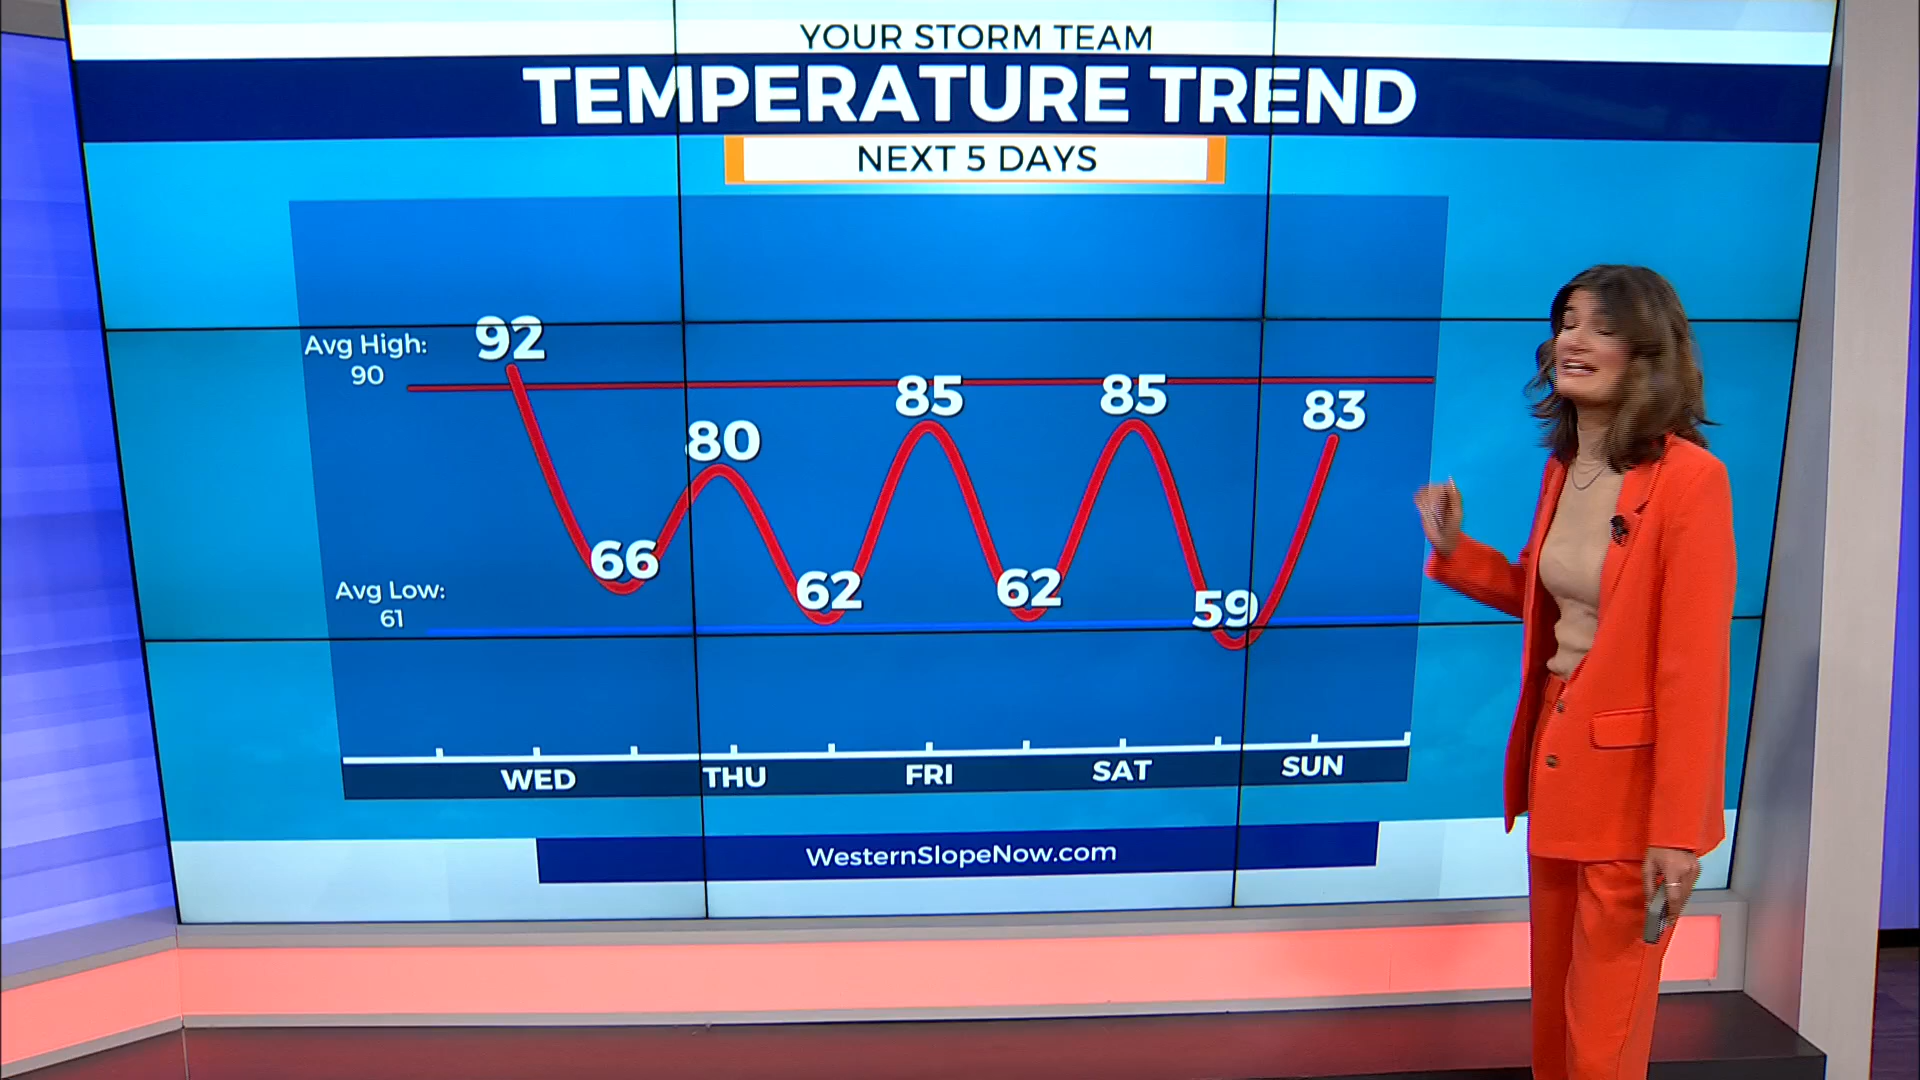 YOUR STORM TEAM
TEMPERATURE TREND
NEXT 5 DAYS
Avg High:
90
92
80
85
85
83
66
62
62
59
Avg Low:
61
WED THU FRI SAT SUN
WesternSlopeNow.com